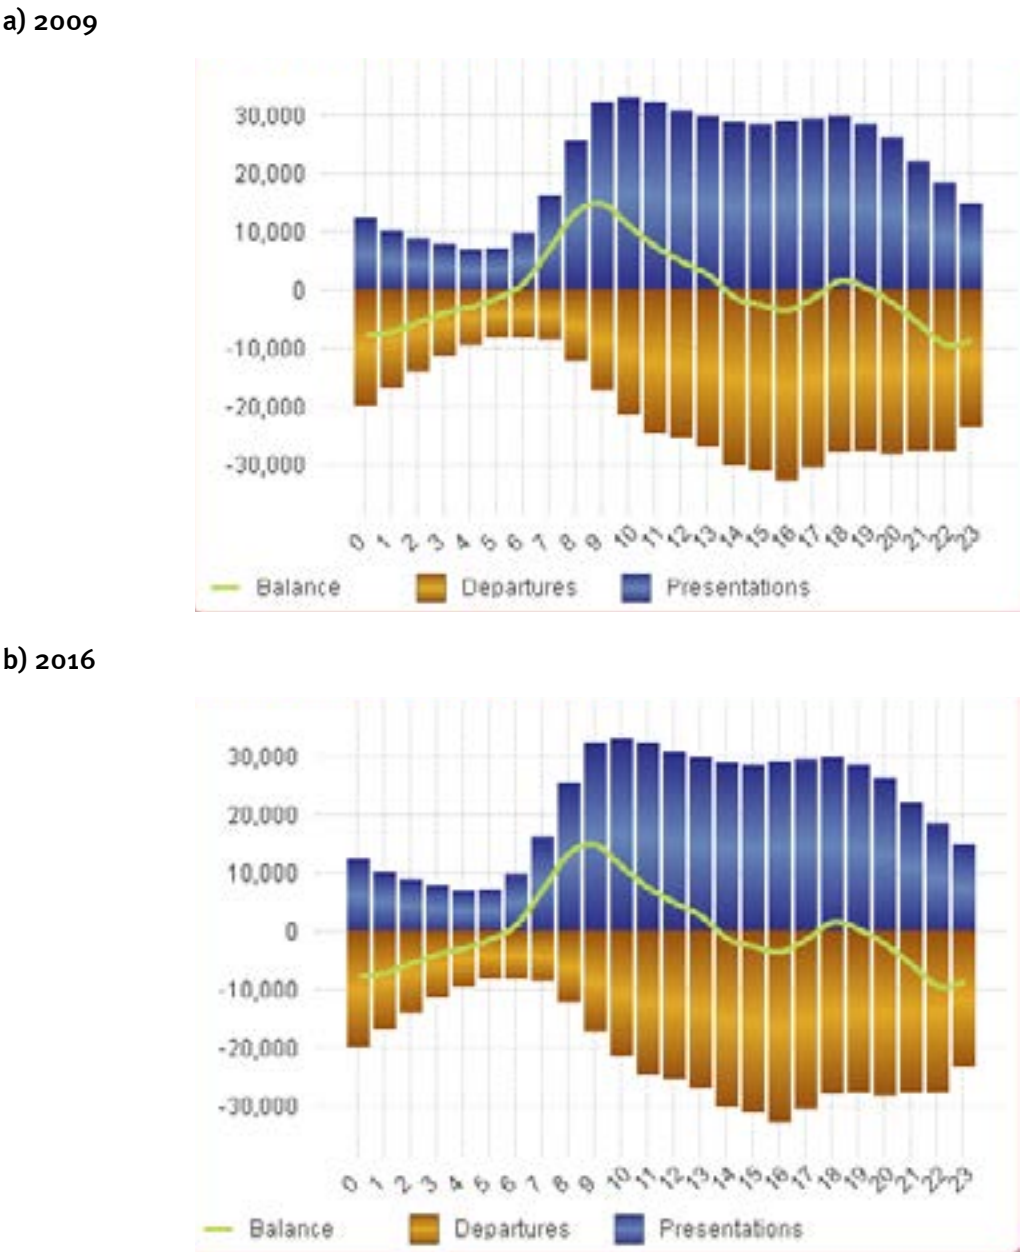 a) 2009
30,000
20,000
10,000
0
-10,000
-20,000
-30,000
0 1 2 3 4 5 6 7 8 9 10 11 12 13 14 15 16 17 18 19 20 21 22 23
Balance Departures Presentations
b) 2016
30,000
20,000
10,000
0
-10,000
-20,000
-30,000
0 1 2 3 4 5 6 7 8 9 10 11 12 13 14 15 16 17 18 19 20 21 22 23
Balance Departures Presentations